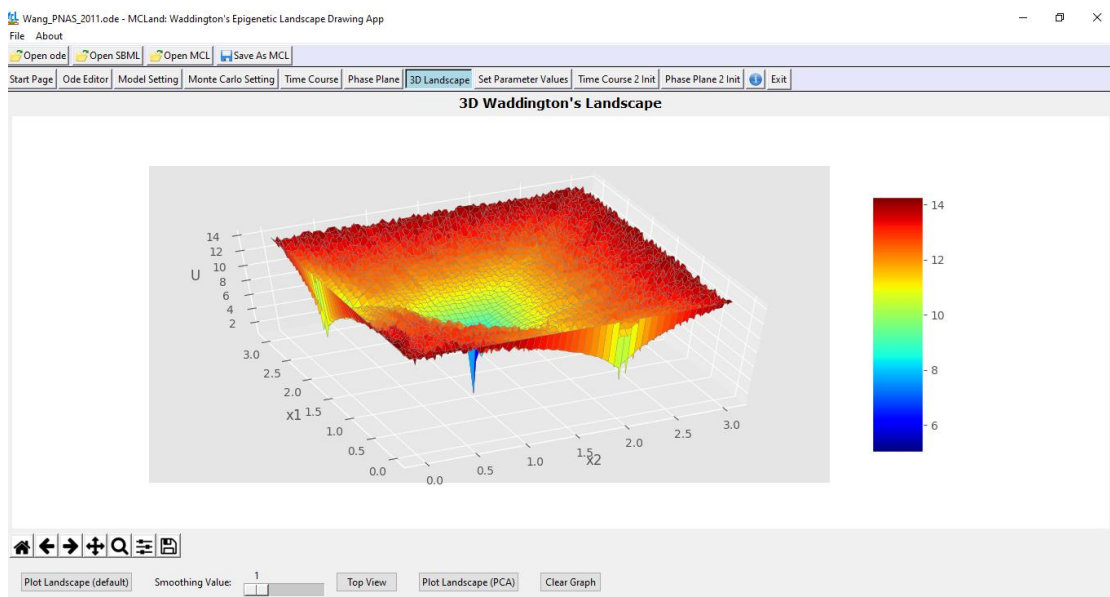 Wang_PNAS_2011.ode - MCLand: Waddington's Epigenetic Landscape Drawing App
File About
Open ode Open SBML Open MCL Save As MCL
Start Page Ode Editor Model Setting Monte Carlo Setting Time Course Phase Plane 3D Landscape Set Parameter Values Time Course 2 Init Phase Plane 2 Init Exit
3D Waddington's Landscape
14
12
10
8
6
4
2
U
3.0
2.5
2.0
1.5
1.0
0.5
0.0
x1
0.0
0.5
1.0
1.5
2.0
2.5
3.0
x2
14
12
10
8
6
Plot Landscape (default) Smoothing Value: 1 Top View Plot Landscape (PCA) Clear Graph